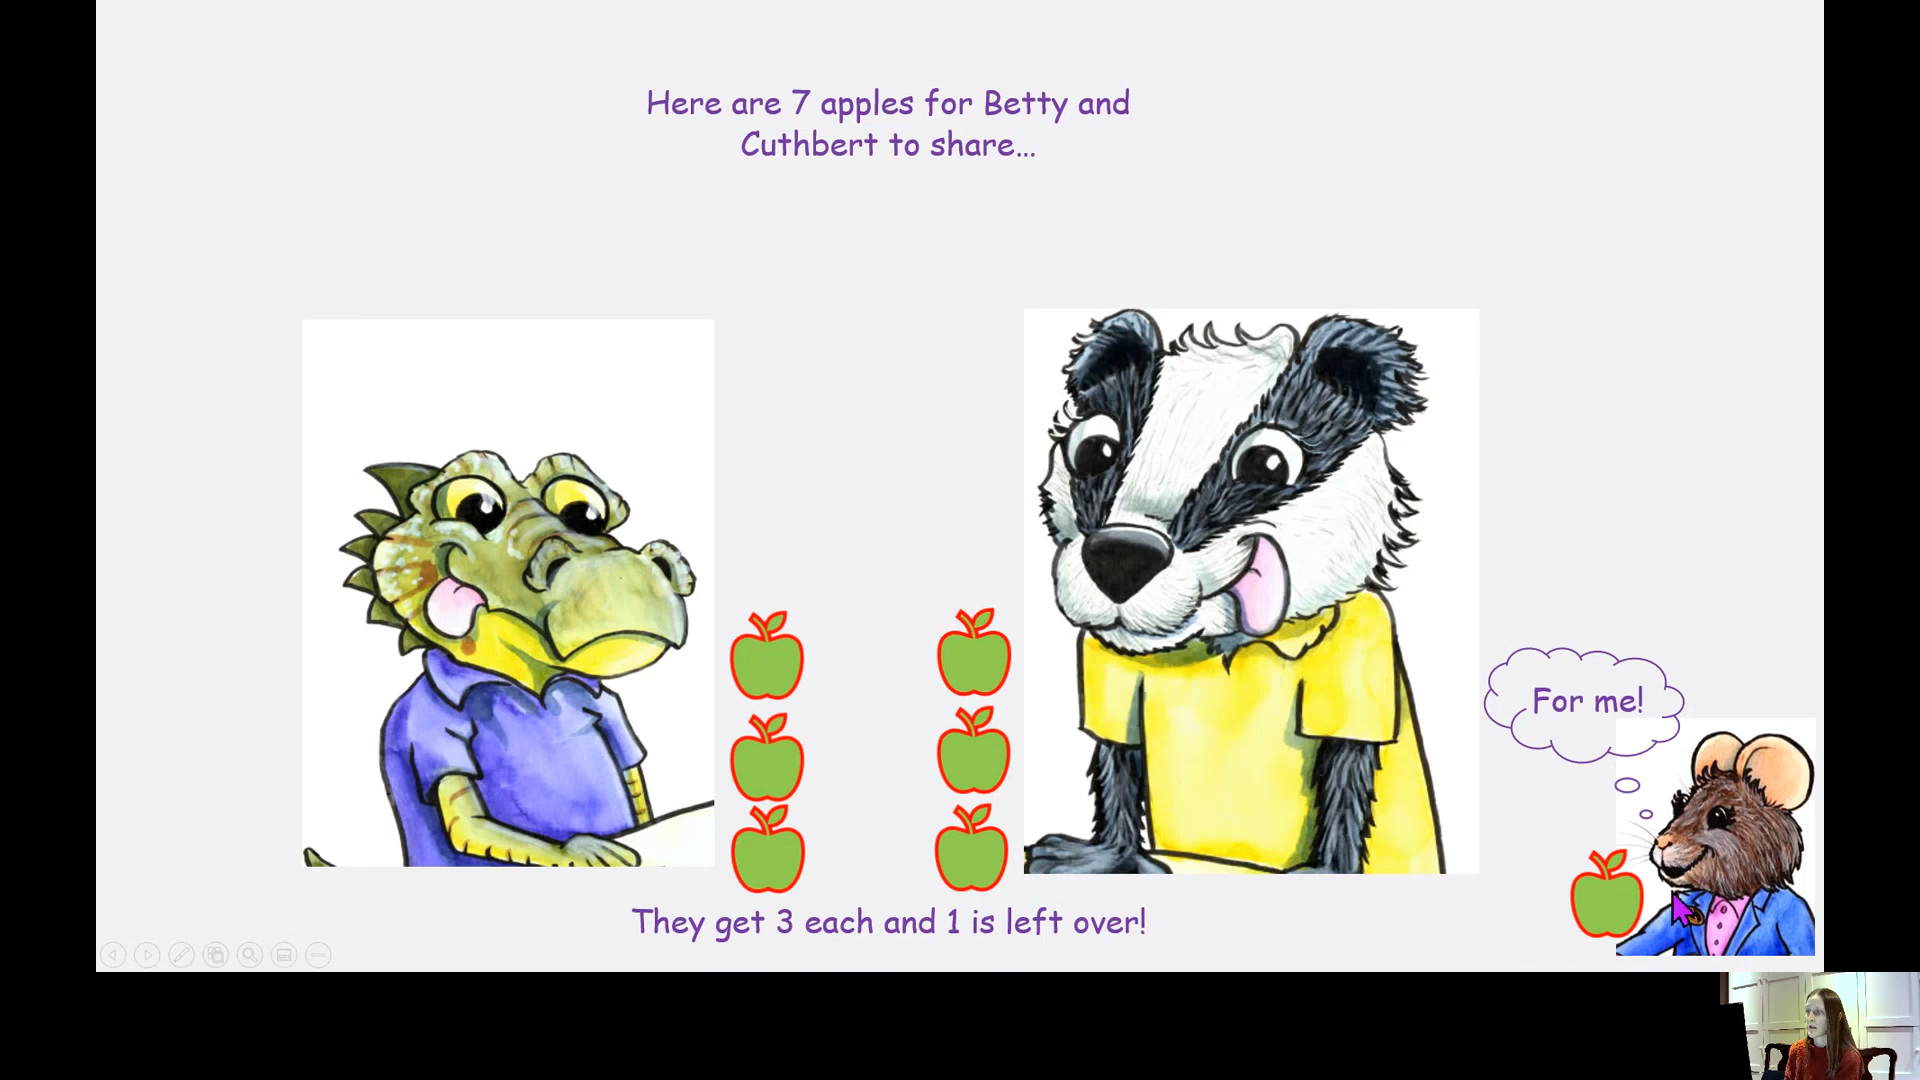 Here are 7 apples for Betty and
Cuthbert to share...
For me!
They get 3 each and 1 is left over!